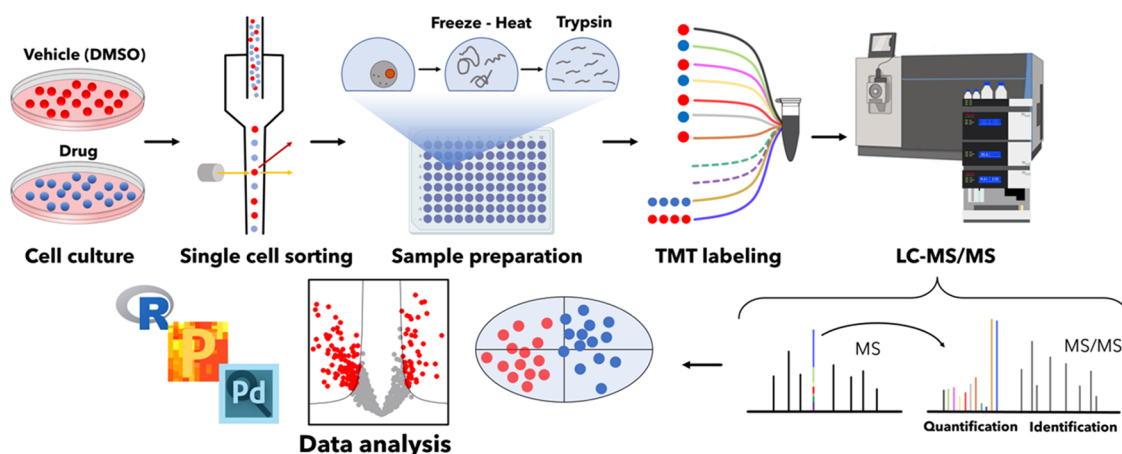 Vehicle (DMSO)
Drug
Freeze - Heat
Trypsin
Cell culture
Single cell sorting
Sample preparation
TMT labeling
LC-MS/MS
R
P
Pd
MS
MS/MS
Quantification
Identification
Data analysis